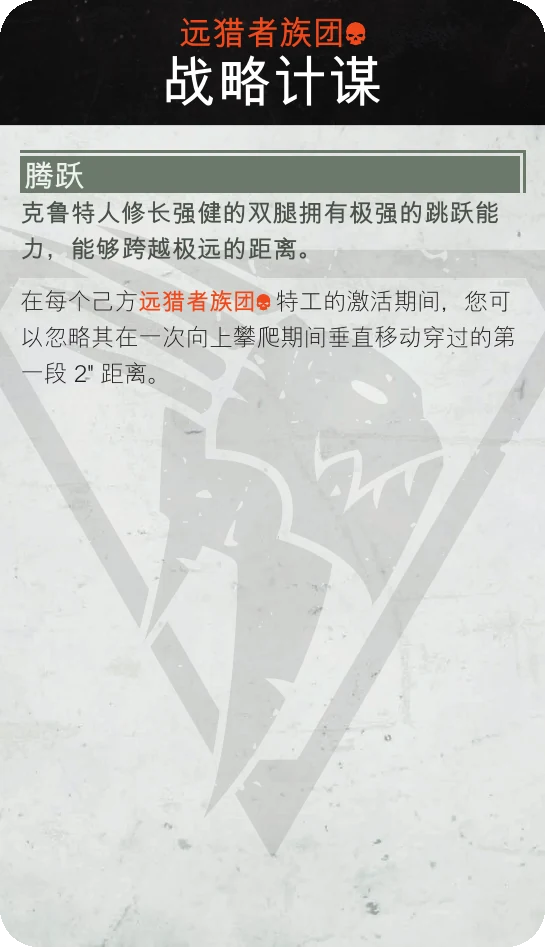 远猎者族团
战略计谋
腾跃
克鲁特人修长强健的双腿拥有极强的跳跃能
力，能够跨越极远的距离。
在每个己方远猎者族团 特工的激活期间，您可
以忽略其在一次向上攀爬期间垂直移动穿过的第
一段 2" 距离。